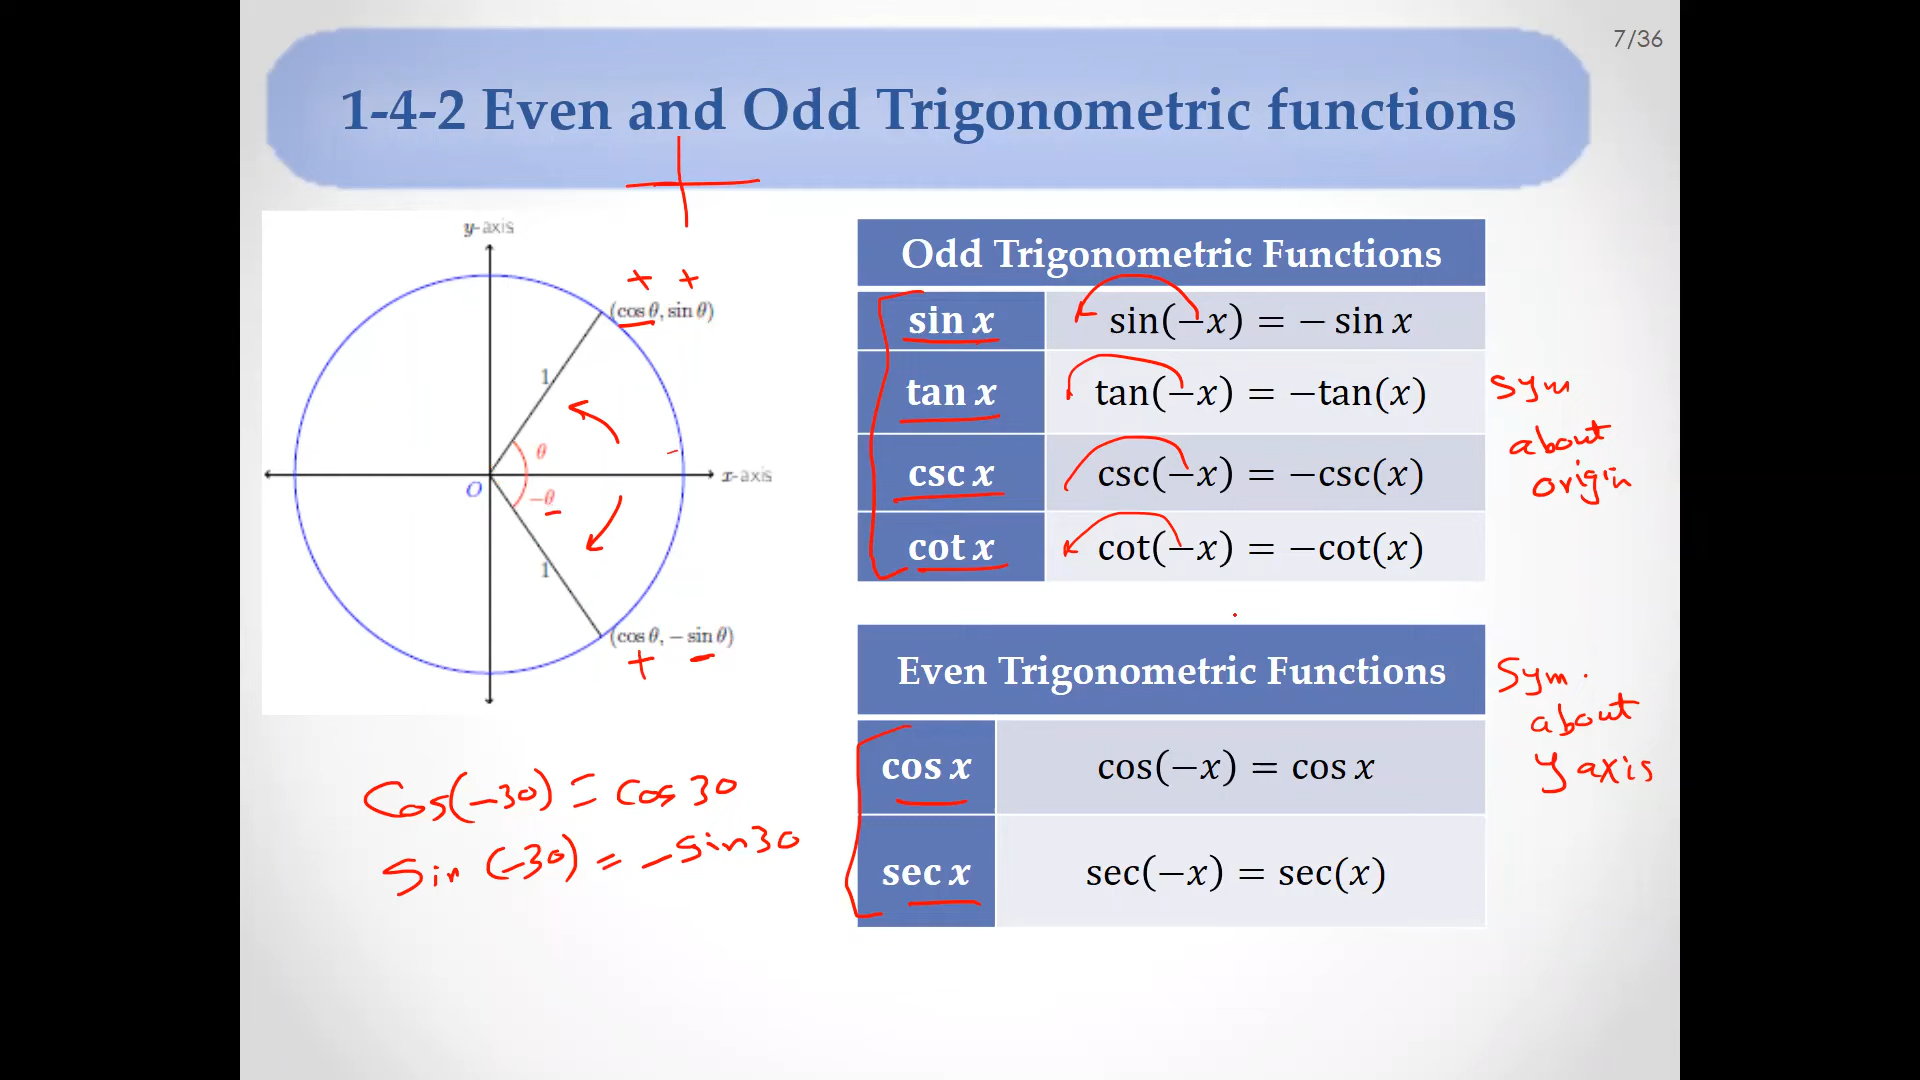 7/36
1-4-2 Even and Odd Trigonometric functions
y-axis
+ +
(cos θ, sin θ)
1
θ
x-axis
O
−θ
1
(cos θ, − sin θ)
+ −
Cos(-30) = cos 30
Sin (-30) = - sin 30
Odd Trigonometric Functions
sin x sin(−x) = − sin x
tan x tan(−x) = −tan(x)
csc x csc(−x) = −csc(x)
cot x cot(−x) = −cot(x)
Sym
about
origin
Even Trigonometric Functions
cos x cos(−x) = cos x
sec x sec(−x) = sec(x)
Sym.
about
y axis